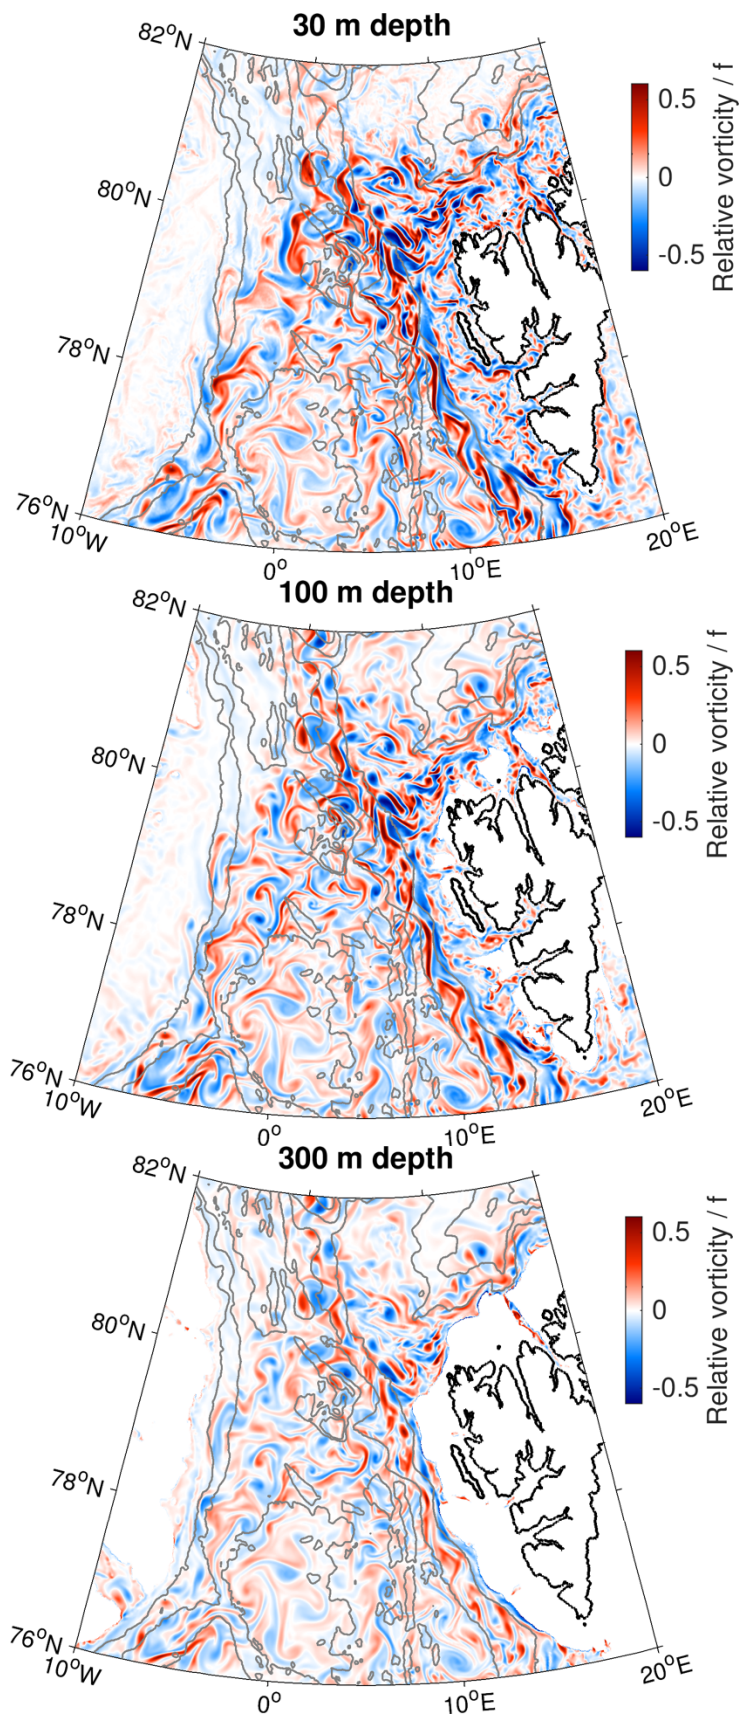 30 m depth
82°N
80°N
78°N
76°N
10°W
0°
10°E
20°E
0.5
0
-0.5
Relative vorticity / f
100 m depth
82°N
80°N
78°N
76°N
10°W
0°
10°E
20°E
0.5
0
-0.5
Relative vorticity / f
300 m depth
82°N
80°N
78°N
76°N
10°W
0°
10°E
20°E
0.5
0
-0.5
Relative vorticity / f